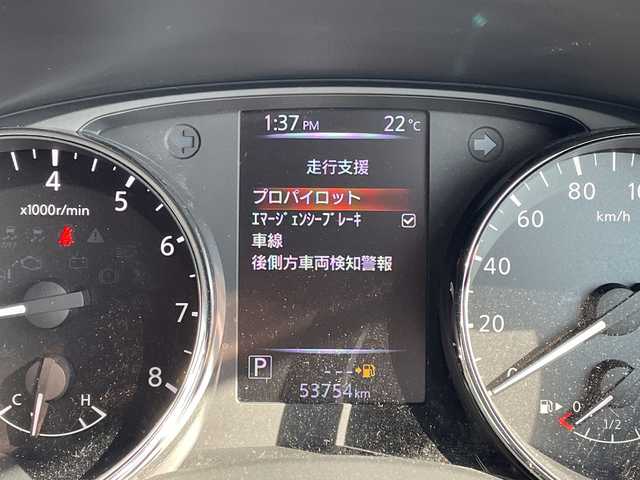 1:37 PM 22°C
走行支援
プロパイロット
ｴﾏｰｼﾞｪﾝｼｰﾌﾞﾚｰｷ
車線
後側方車両検知警報
P ---
53754km
4
5
6
7
8
x1000r/min
C H
0
20
40
60
80
km/h
0
1/2